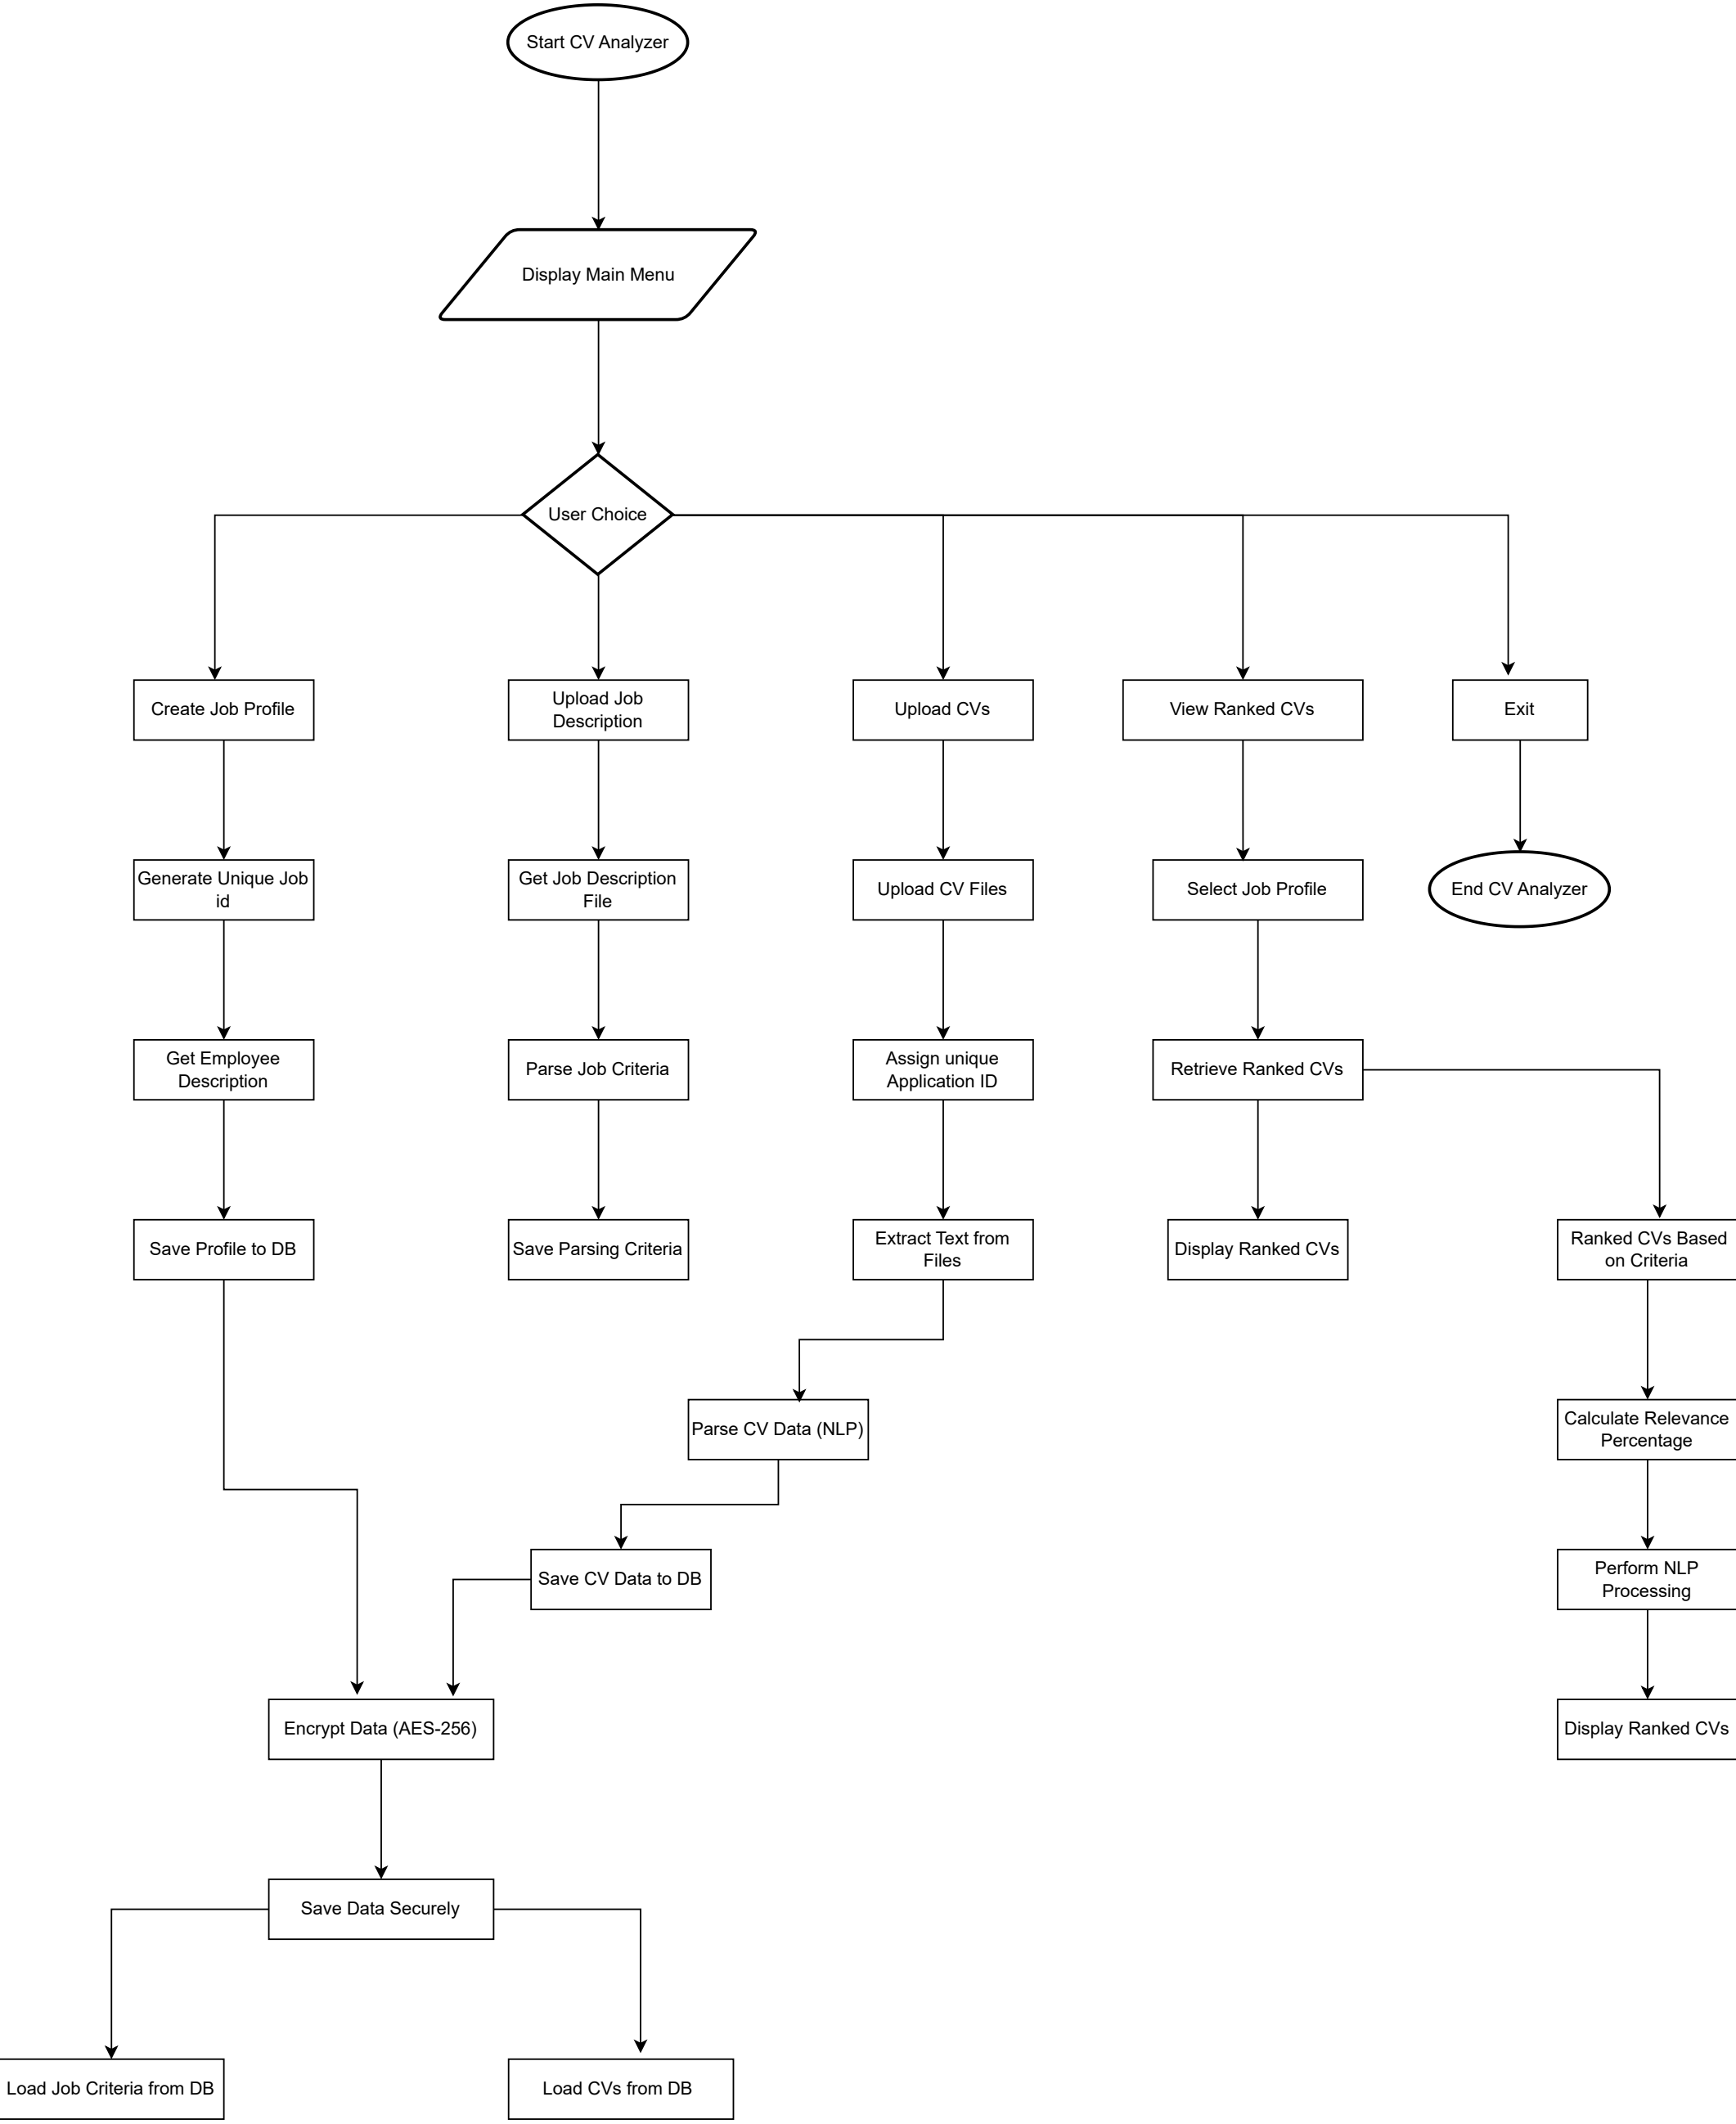 Start CV Analyzer
Display Main Menu
User Choice
Create Job Profile
Upload Job
Description
Upload CVs
View Ranked CVs
Exit
Generate Unique Job
id
Get Job Description
File
Upload CV Files
Select Job Profile
End CV Analyzer
Get Employee
Description
Parse Job Criteria
Assign unique
Application ID
Retrieve Ranked CVs
Save Profile to DB
Save Parsing Criteria
Extract Text from
Files
Display Ranked CVs
Ranked CVs Based
on Criteria
Parse CV Data (NLP)
Calculate Relevance
Percentage
Save CV Data to DB
Perform NLP
Processing
Encrypt Data (AES-256)
Display Ranked CVs
Save Data Securely
Load Job Criteria from DB
Load CVs from DB